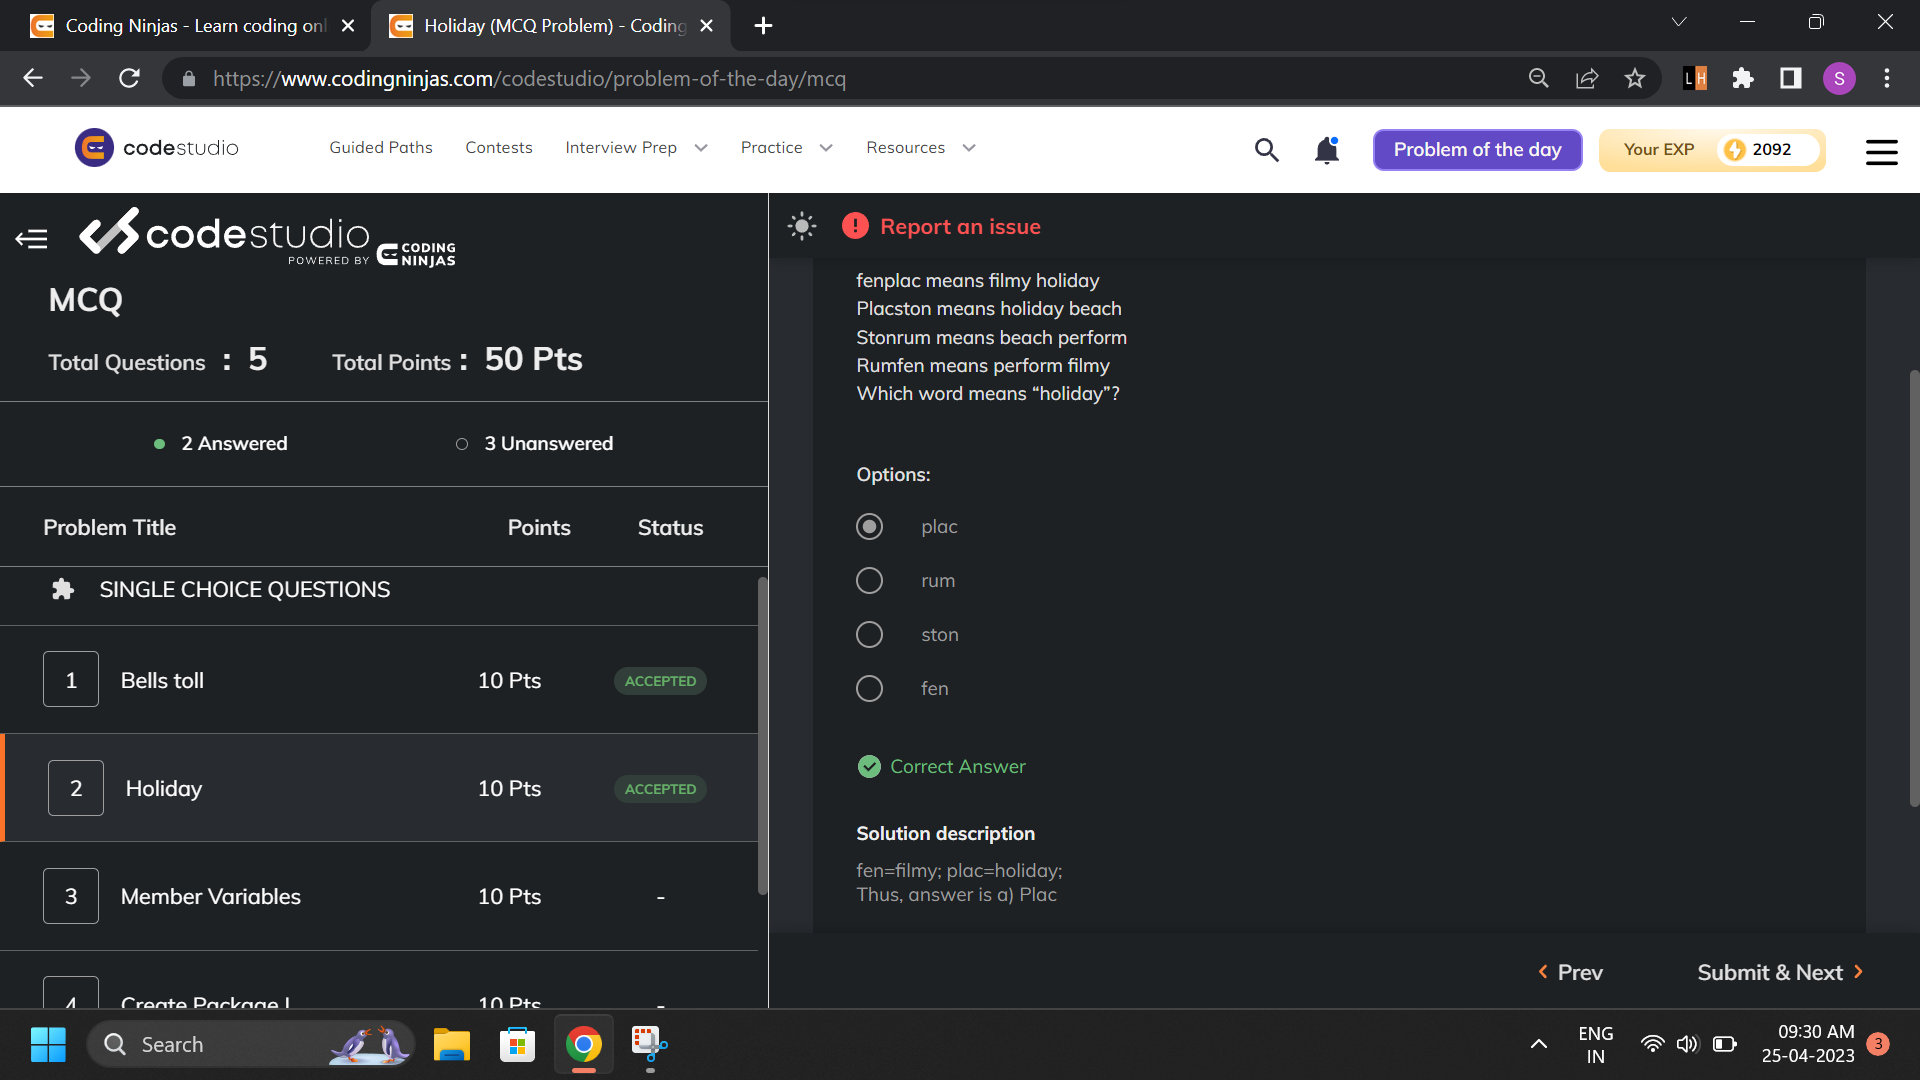 Coding Ninjas - Learn coding onl
Holiday (MCQ Problem) - Coding
https://www.codingninjas.com/codestudio/problem-of-the-day/mcq
L H
S
codestudio
Guided Paths
Contests
Interview Prep
Practice
Resources
Problem of the day
Your EXP
2092
codestudio
POWERED BY
CODING
NINJAS
MCQ
Total Questions : 5
Total Points : 50 Pts
2 Answered
3 Unanswered
Problem Title
Points
Status
SINGLE CHOICE QUESTIONS
1
Bells toll
10 Pts
ACCEPTED
2
Holiday
10 Pts
ACCEPTED
3
Member Variables
10 Pts
-
4
Create Package I
10 Pts
-
Report an issue
fenplac means filmy holiday
Placston means holiday beach
Stonrum means beach perform
Rumfen means perform filmy
Which word means “holiday”?
Options:
plac
rum
ston
fen
Correct Answer
Solution description
fen=filmy; plac=holiday;
Thus, answer is a) Plac
Prev
Submit & Next
Search
ENG
IN
09:30 AM
25-04-2023
3